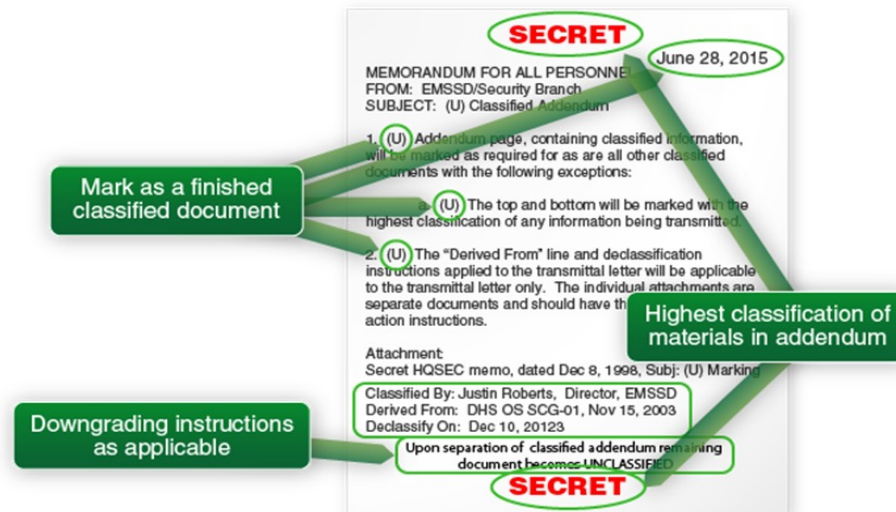 SECRET
June 28, 2015
MEMORANDUM FOR ALL PERSONNEL
FROM: EMSSD/Security Branch
SUBJECT: (U) Classified Addendum
1. (U) Addendum page, containing classified information,
will be marked as required for as are all other classified
documents with the following exceptions:
a. (U) The top and bottom will be marked with the
highest classification of any information being transmitted.
2. (U) The “Derived From” line and declassification
instructions applied to the transmittal letter will be applicable
to the transmittal letter only. The individual attachments are
separate documents and should have
action instructions.
Attachment:
Secret HQSEC memo, dated Dec 8, 1998, Subj: (U) Marking
Classified By: Justin Roberts, Director, EMSSD
Derived From: DHS OS SCG-01, Nov 15, 2003
Declassify On: Dec 10, 20123
Upon separation of classified addendum remaining
document becomes UNCLASSIFIED
SECRET
Mark as a finished
classified document
Highest classification of
materials in addendum
Downgrading instructions
as applicable